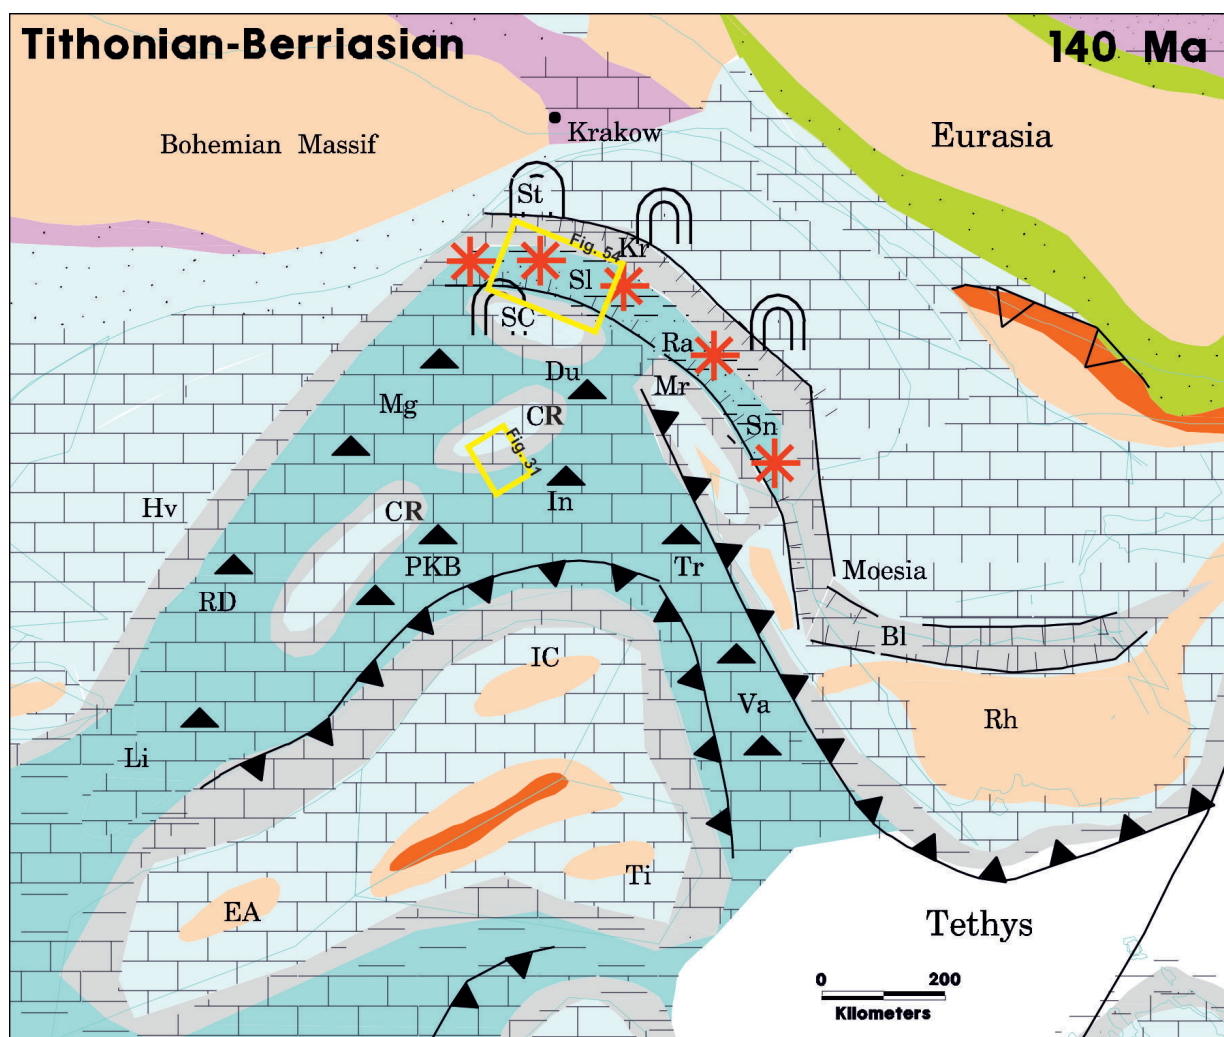 Tithonian-Berriasian
140 Ma
Bohemian Massif
Krakow
Eurasia
St
Fig. 54
Kr
Sl
SC
Ra
Du
Mr
Mg
CR
Sn
Fig. 31
Hv
CR
In
PKB
Tr
Moesia
RD
Bl
IC
Va
Rh
Li
Ti
EA
Tethys
0 200
Kilometers